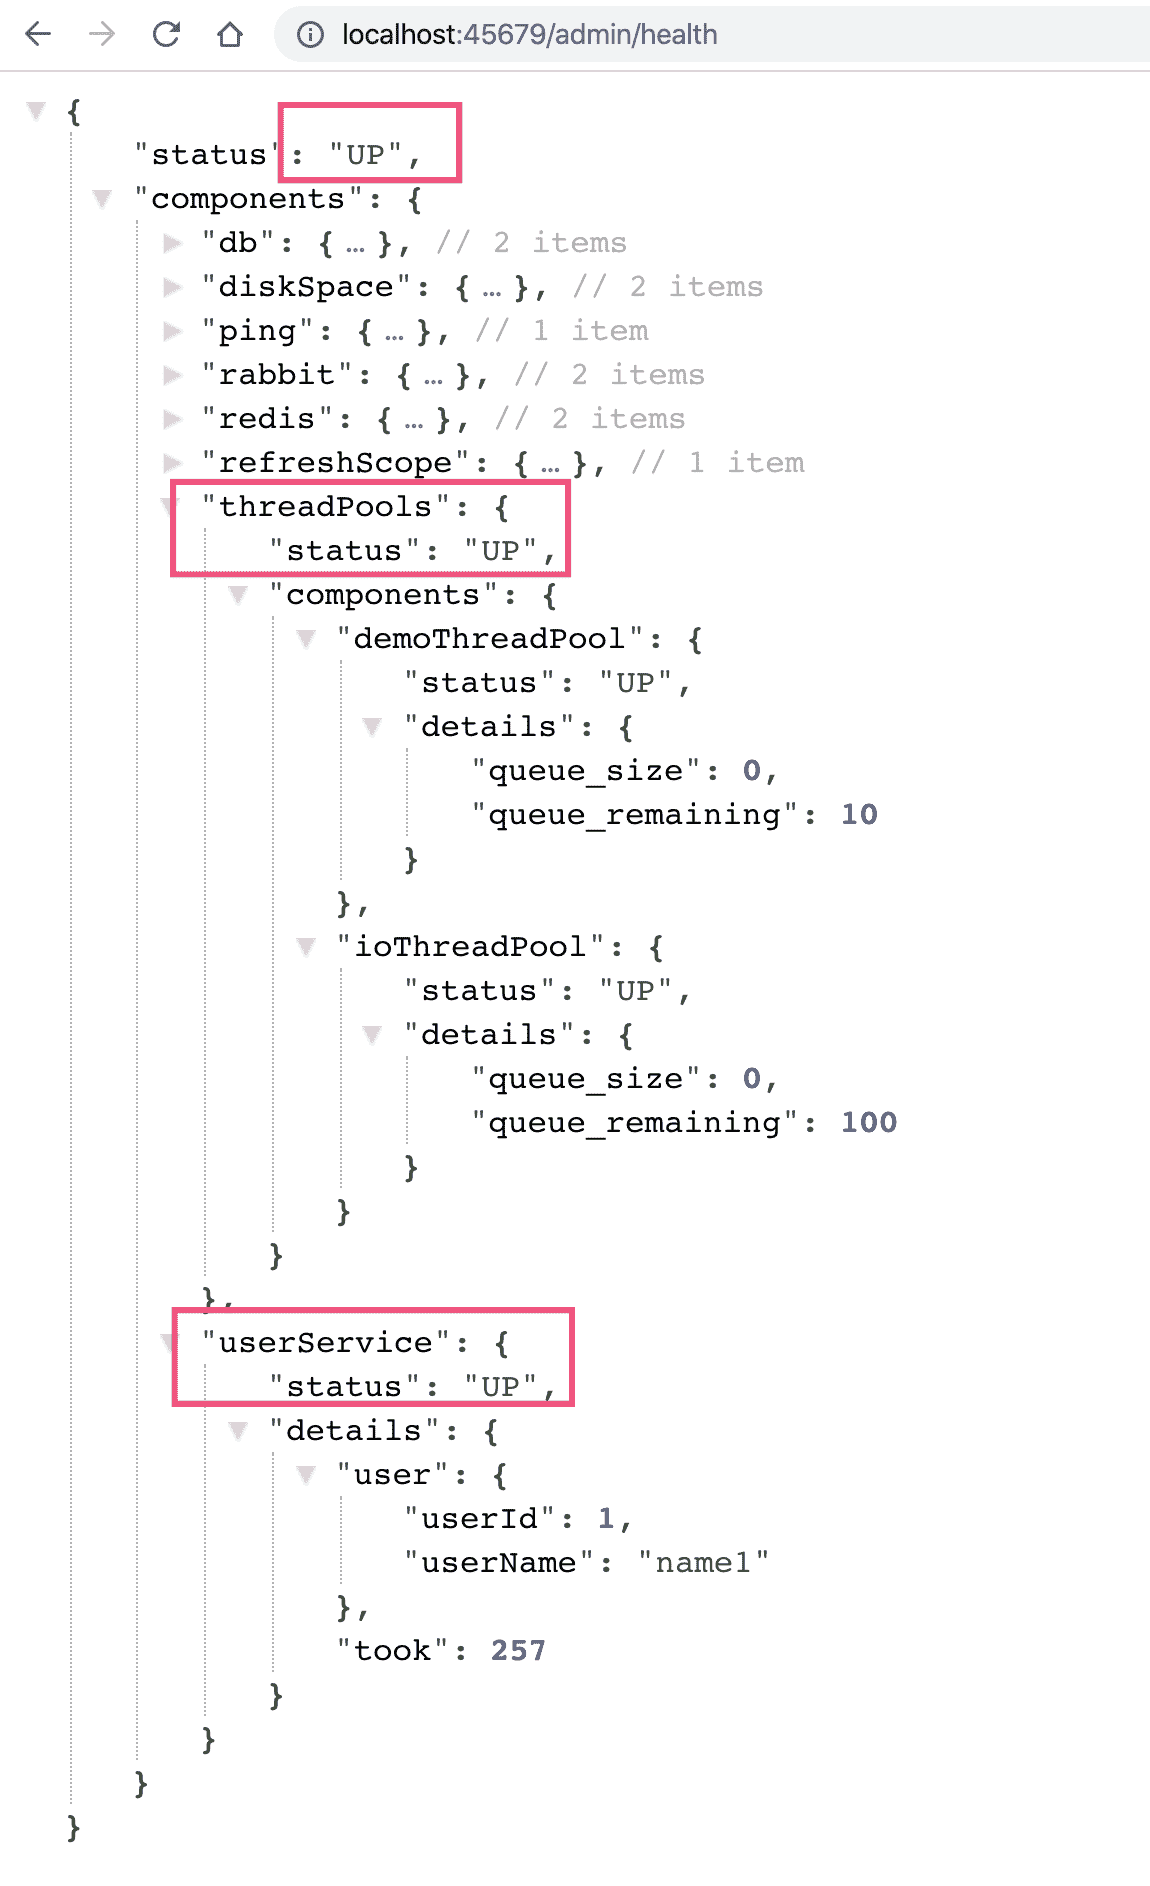 localhost:45679/admin/health
{
"status": "UP",
"components": {
"db": { … }, // 2 items
"diskSpace": { … }, // 2 items
"ping": { … }, // 1 item
"rabbit": { … }, // 2 items
"redis": { … }, // 2 items
"refreshScope": { … }, // 1 item
"threadPools": {
"status": "UP",
"components": {
"demoThreadPool": {
"status": "UP",
"details": {
"queue_size": 0,
"queue_remaining": 10
}
},
"ioThreadPool": {
"status": "UP",
"details": {
"queue_size": 0,
"queue_remaining": 100
}
}
}
},
"userService": {
"status": "UP",
"details": {
"user": {
"userId": 1,
"userName": "name1"
},
"took": 257
}
}
}
}